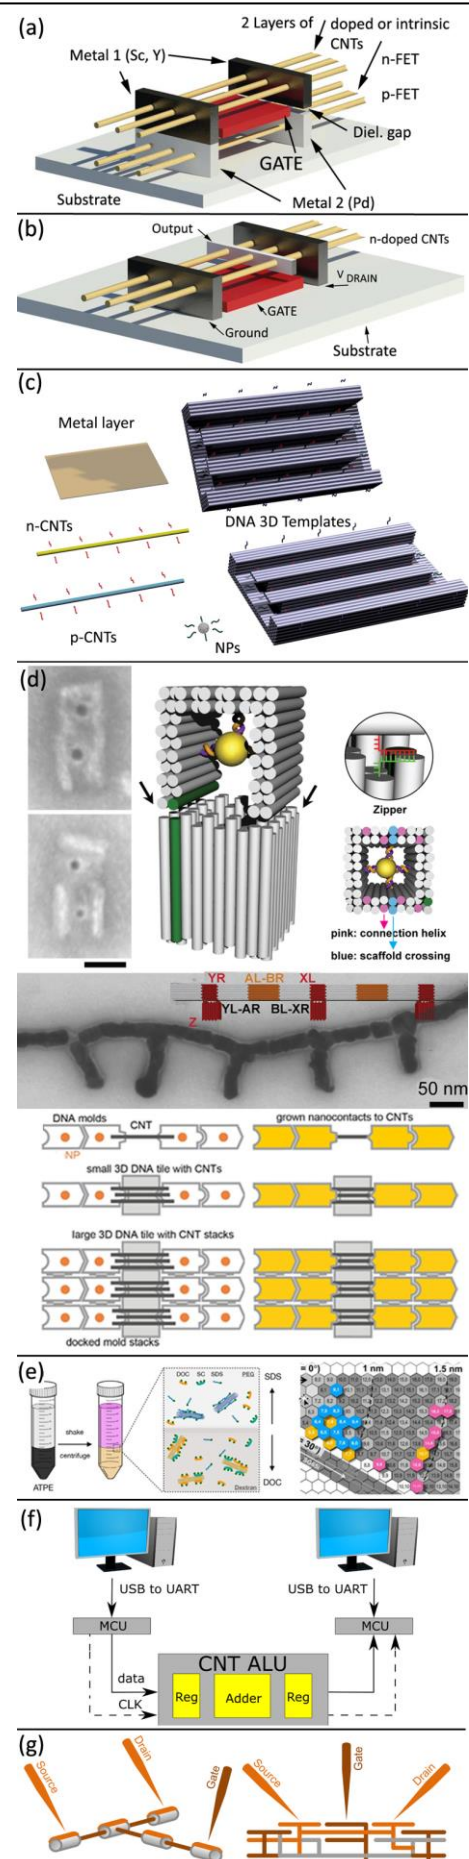 (a)
2 Layers of
doped or intrinsic
CNTs
Metal 1 (Sc, Y)
n-FET
p-FET
Diel. gap
GATE
Substrate
Metal 2 (Pd)
(b)
Output
n-doped CNTs
V DRAIN
GATE
Ground
Substrate
(c)
Metal layer
n-CNTs
DNA 3D Templates
p-CNTs
NPs
(d)
Zipper
pink: connection helix
blue: scaffold crossing
YR
AL-BR
XL
YL-AR
BL-XR
Z
50 nm
DNA molds
CNT
grown nanocontacts to CNTs
NP
small 3D DNA tile with CNTs
large 3D DNA tile with CNT stacks
docked mold stacks
(e)
DOC
SC
SDS
PEG
SDS
shake
centrifuge
ATPE
Dextran
DOC
= 0°)
1 nm
1.5 nm
30°
(f)
USB to UART
USB to UART
MCU
MCU
data
CNT ALU
CLK
Reg
Adder
Reg
(g)
Source
Drain
Gate
Source
Gate
Drain